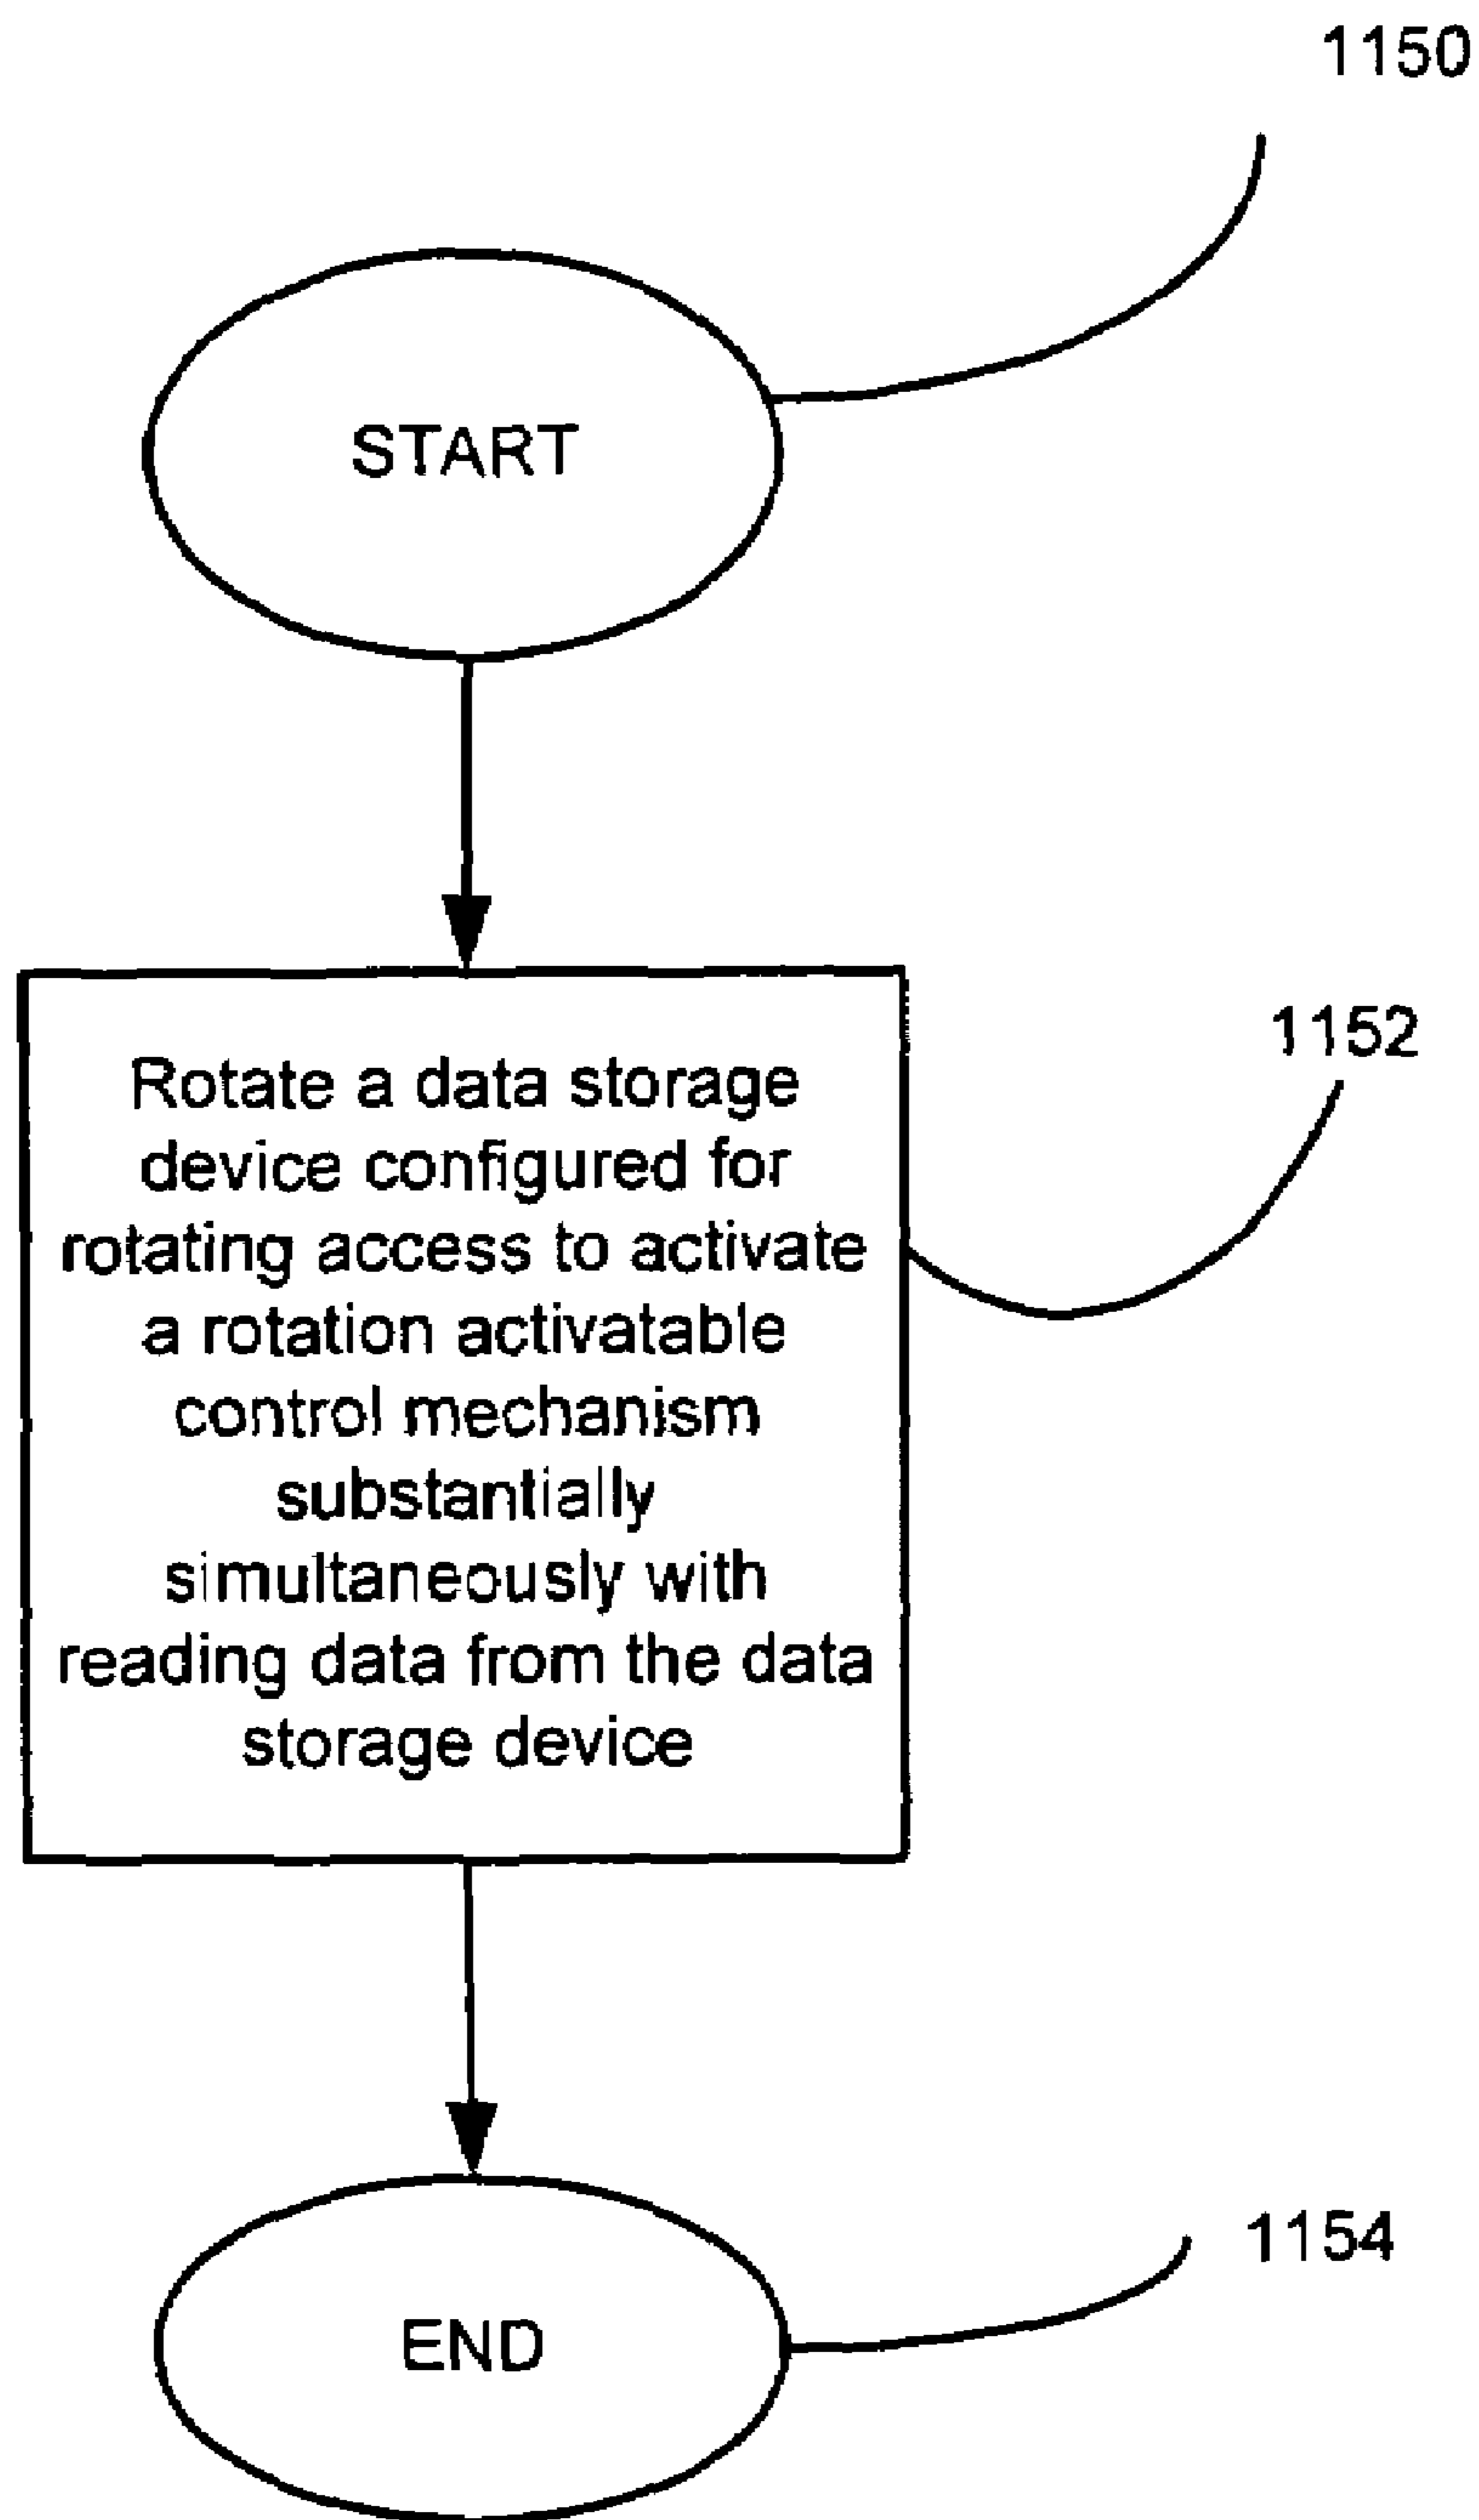 1150
START
Rotate a data storage
device configured for
rotating access to activate
a rotation activatable
control mechanism
substantially
simultaneously with
reading data from the data
storage device
1152
1154
END